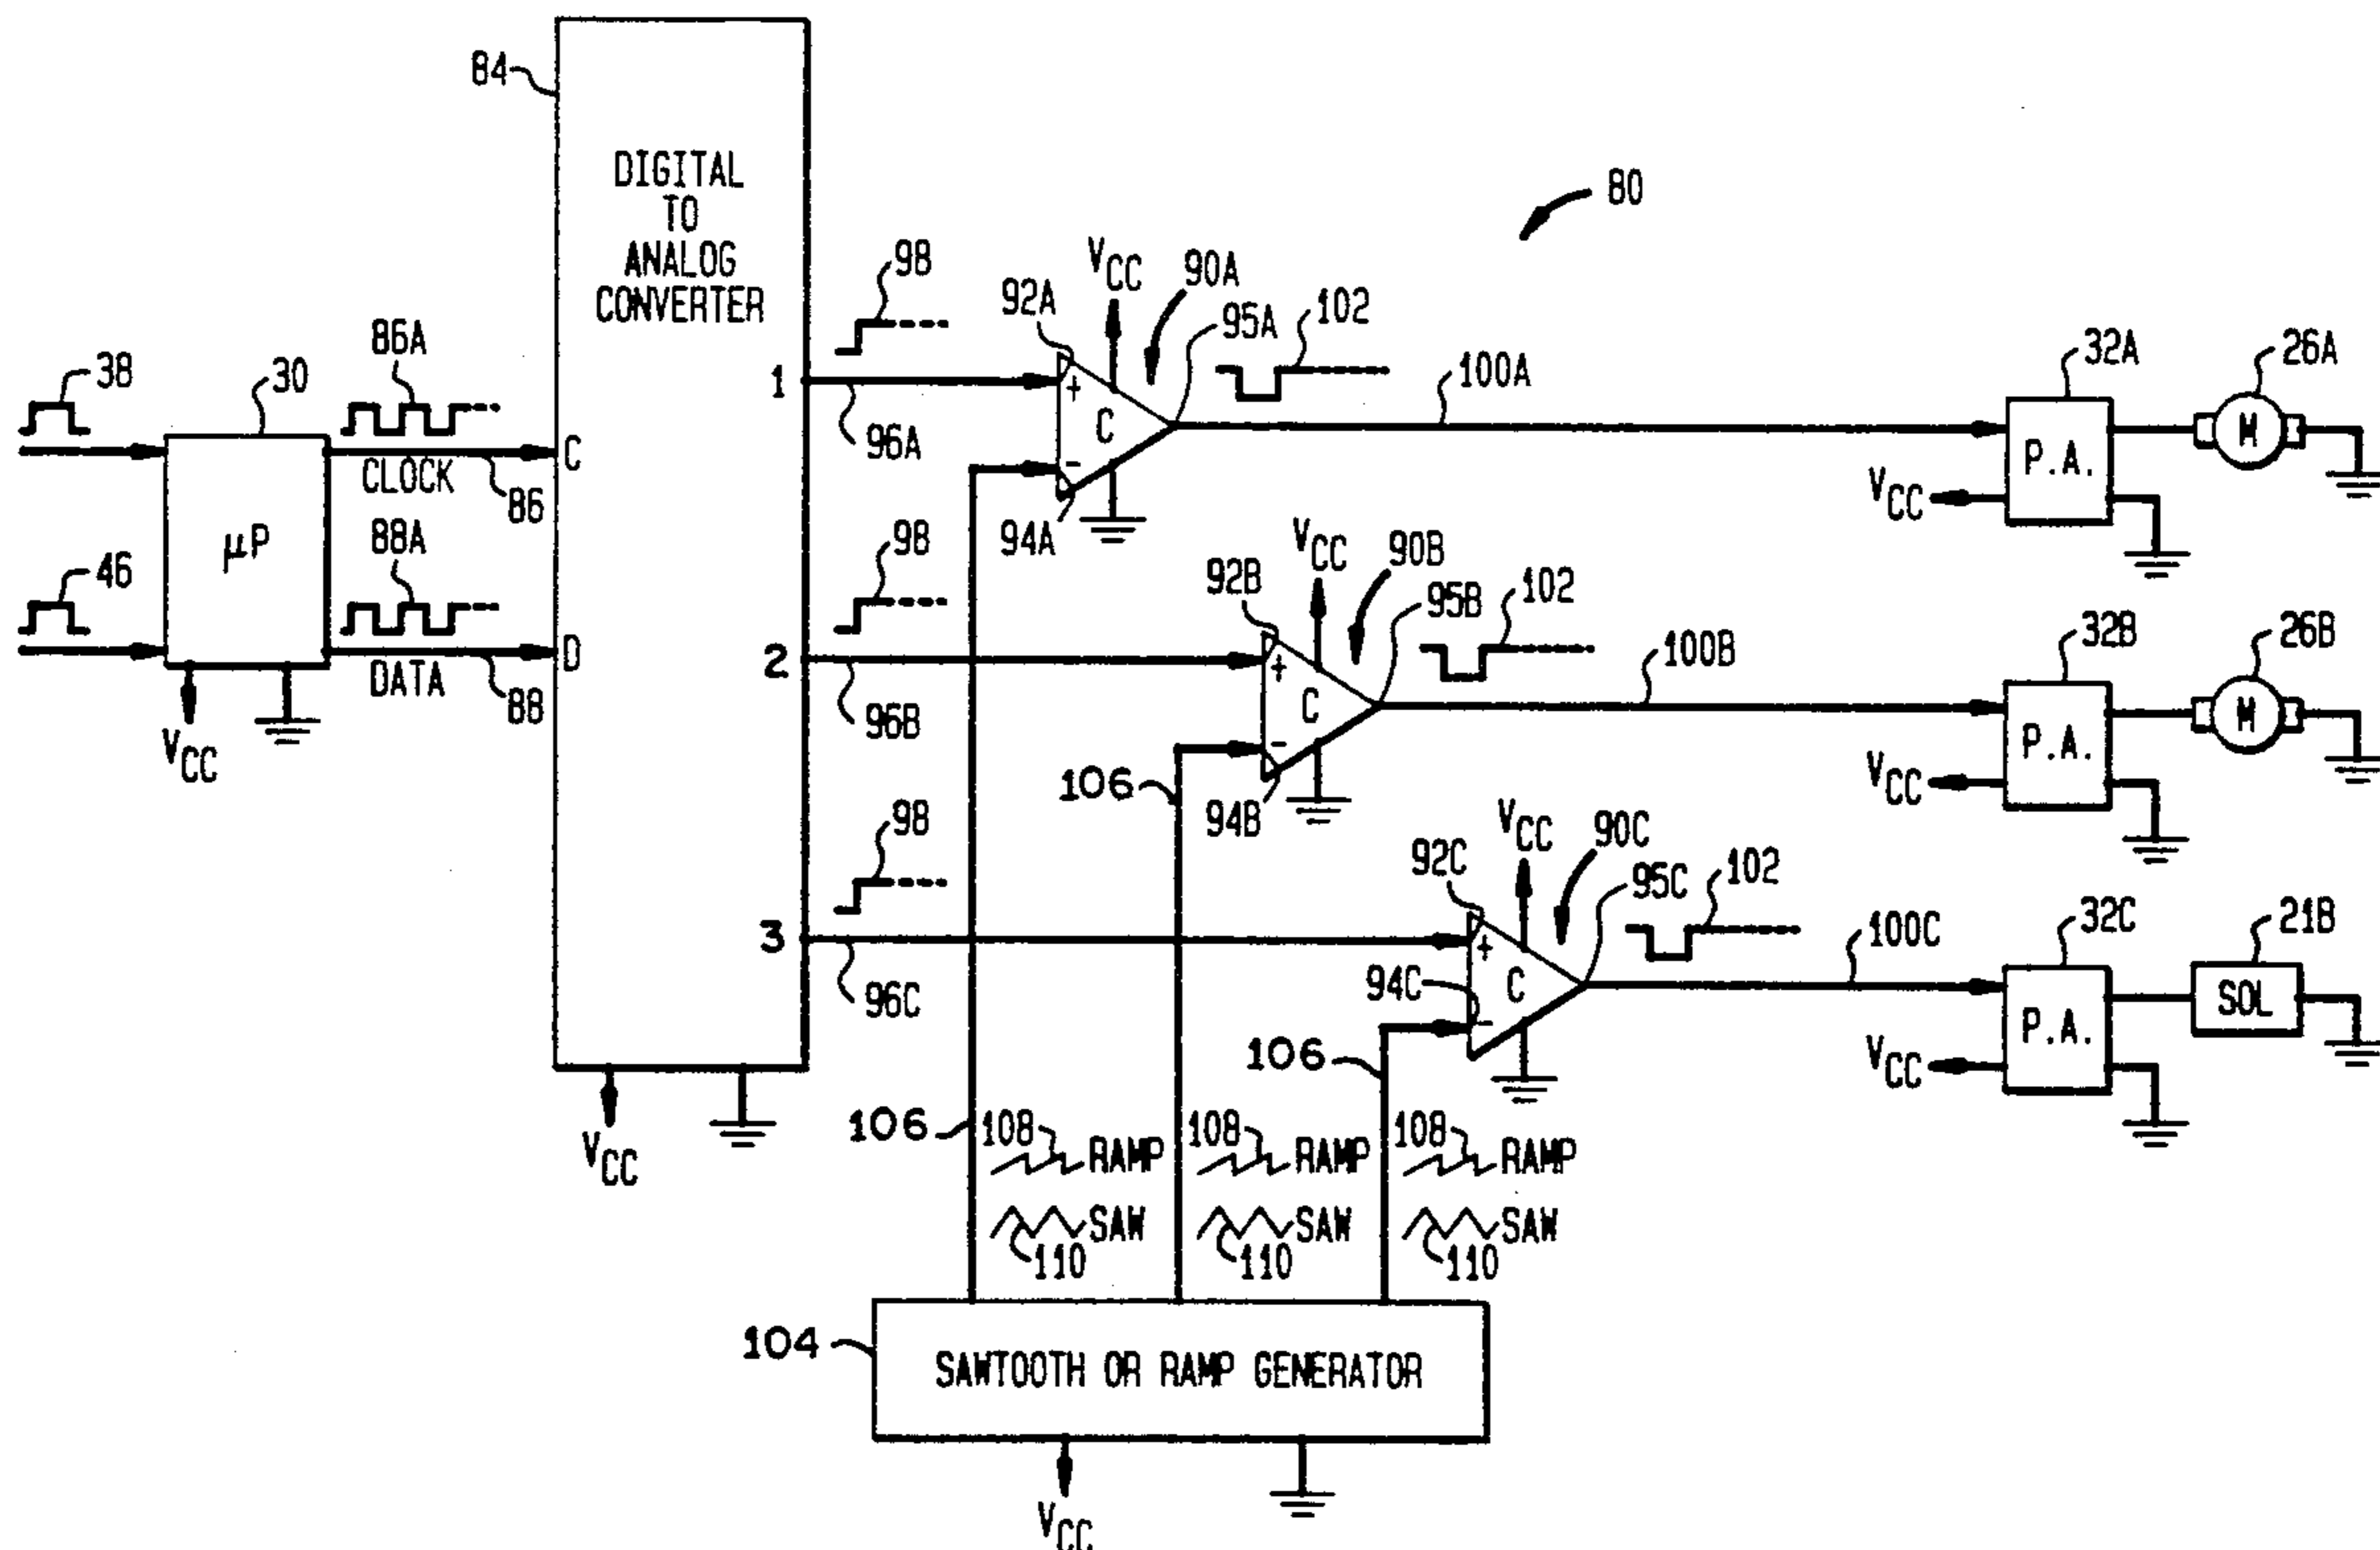 84
DIGITAL
TO
ANALOG
CONVERTER
80
38
30
86A
CLOCK
86
C
46
µP
88A
DATA
88
D
VCC
1
98
96A
92A
VCC
90A
+
C
-
94A
95A
102
100A
32A
P.A.
VCC
26A
M
2
98
96B
92B
VCC
90B
+
C
-
94B
95B
102
100B
32B
P.A.
VCC
26B
M
3
98
96C
92C
VCC
90C
+
C
-
94C
95C
102
100C
32C
P.A.
VCC
21B
SOL
VCC
106
106
106
108 RAMP
108 RAMP
108 RAMP
SAW
SAW
SAW
110
110
110
104
SAWTOOTH OR RAMP GENERATOR
VCC